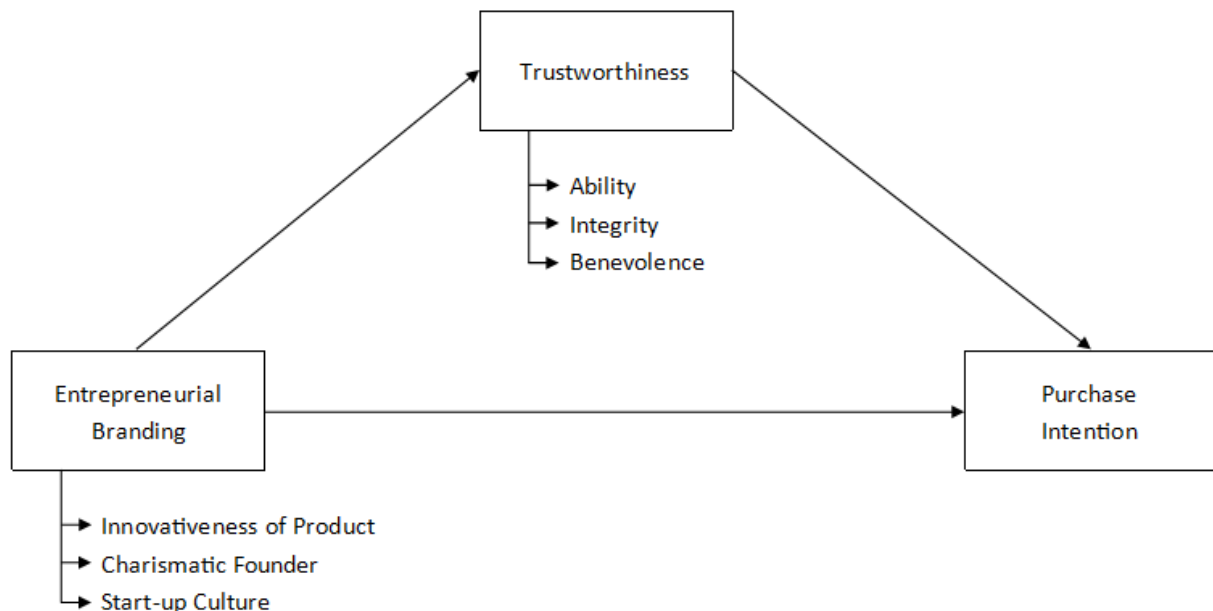 Trustworthiness
Ability
Integrity
Benevolence
Entrepreneurial
Branding
Purchase
Intention
Innovativeness of Product
Charismatic Founder
Start-up Culture